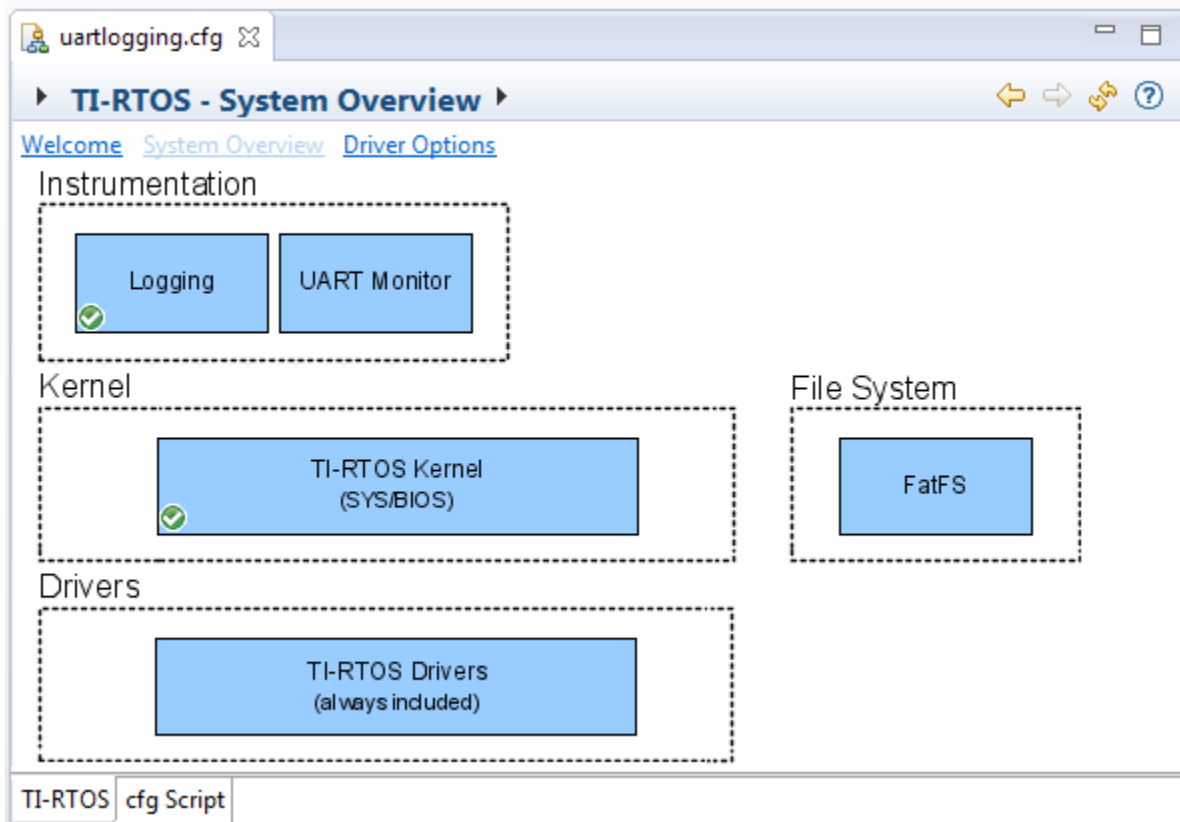 uartlogging.cfg
TI-RTOS - System Overview
Welcome System Overview Driver Options
Instrumentation
Logging
UART Monitor
Kernel
TI-RTOS Kernel
(SYS/BIOS)
File System
FatFS
Drivers
TI-RTOS Drivers
(always included)
TI-RTOS cfg Script